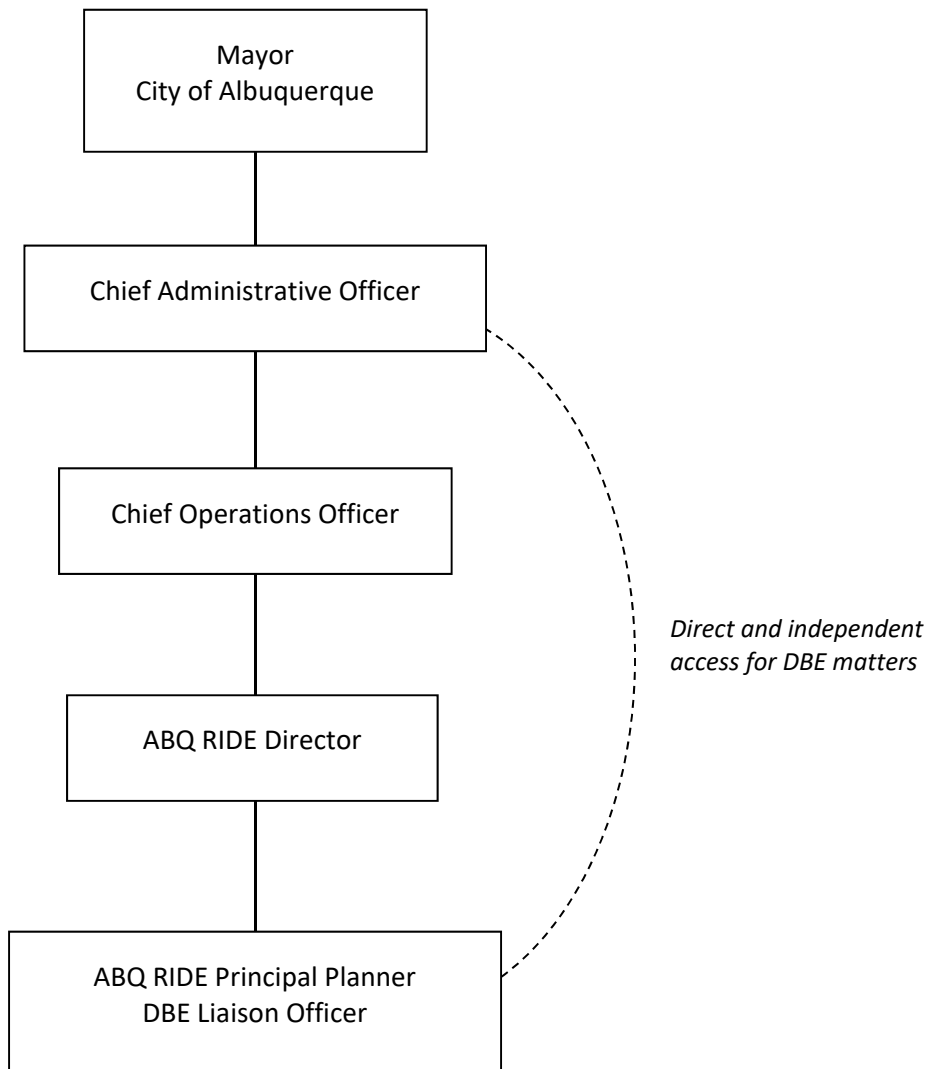 Mayor
City of Albuquerque
Chief Administrative Officer
Chief Operations Officer
Direct and independent
access for DBE matters
ABQ RIDE Director
ABQ RIDE Principal Planner
DBE Liaison Officer